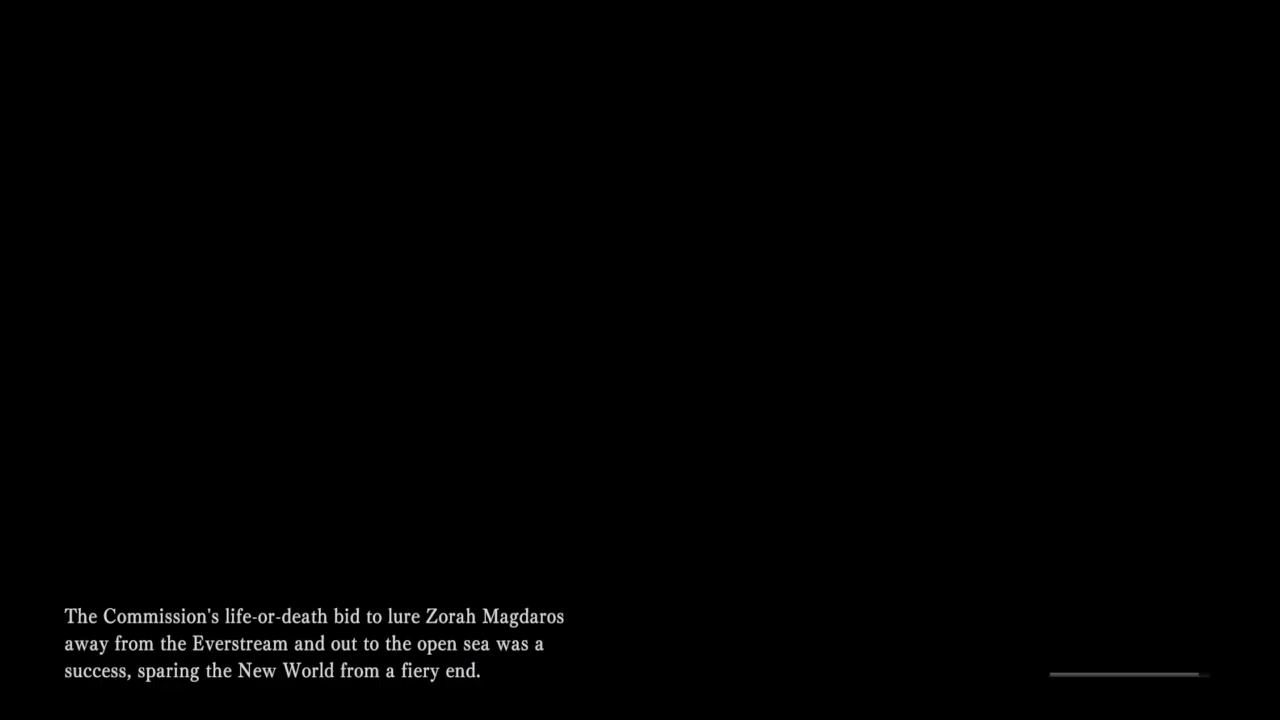 The Commission's life-or-death bid to lure Zorah Magdaros
away from the Everstream and out to the open sea was a
success, sparing the New World from a fiery end.